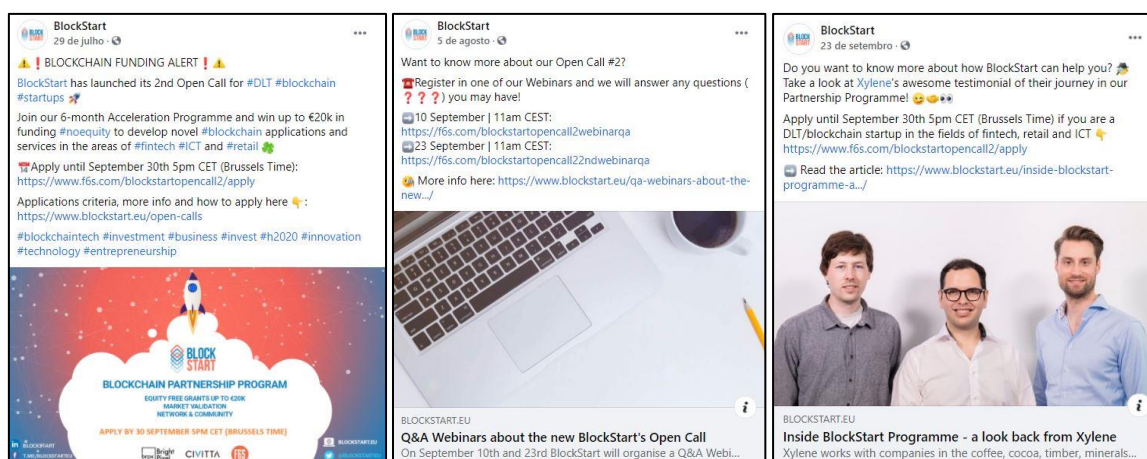 BlockStart
29 de julho
⚠️❗BLOCKCHAIN FUNDING ALERT❗⚠️
BlockStart has launched its 2nd Open Call for #DLT #blockchain
#startups 🚀
Join our 6-month Acceleration Programme and win up to €20k in
funding #noequity to develop novel #blockchain applications and
services in the areas of #fintech #ICT and #retail 🍀
📅Apply until September 30th 5pm CET (Brussels Time):
https://www.f6s.com/blockstartopencall2/apply
Applications criteria, more info and how to apply here 👇:
https://www.blockstart.eu/open-calls
#blockchaintech #investment #business #invest #h2020 #innovation
#technology #entrepreneurship
BLOCK
START
BLOCKCHAIN PARTNERSHIP PROGRAM
EQUITY FREE GRANTS UP TO €20K
MARKET VALIDATION
NETWORK & COMMUNITY
APPLY BY 30 SEPTEMBER 5PM CET (BRUSSELS TIME)
BLOCKSTART
BLOCKSTART.EU
CIVITTA
F6S
BlockStart
5 de agosto
Want to know more about our Open Call #2?
☎️Register in one of our Webinars and we will answer any questions (
❓❓❓) you may have!
➡️10 September | 11am CEST:
https://f6s.com/blockstartopencall2webinarqa
➡️23 September | 11am CEST:
https://f6s.com/blockstartopencall22ndwebinarqa
🧐 More info here: https://www.blockstart.eu/qa-webinars-about-the-
new.../
BLOCKSTART.EU
Q&A Webinars about the new BlockStart's Open Call
On September 10th and 23rd BlockStart will organise a Q&A Webi...
BlockStart
23 de setembro
Do you want to know more about how BlockStart can help you? 🎓
Take a look at Xylene's awesome testimonial of their journey in our
Partnership Programme! 😉🤝👀
Apply until September 30th 5pm CET (Brussels Time) if you are a
DLT/blockchain startup in the fields of fintech, retail and ICT 👇
https://www.f6s.com/blockstartopencall2/apply
➡️ Read the article: https://www.blockstart.eu/inside-blockstart-
programme-a.../
BLOCKSTART.EU
Inside BlockStart Programme - a look back from Xylene
Xylene works with companies in the coffee, cocoa, timber, minerals...